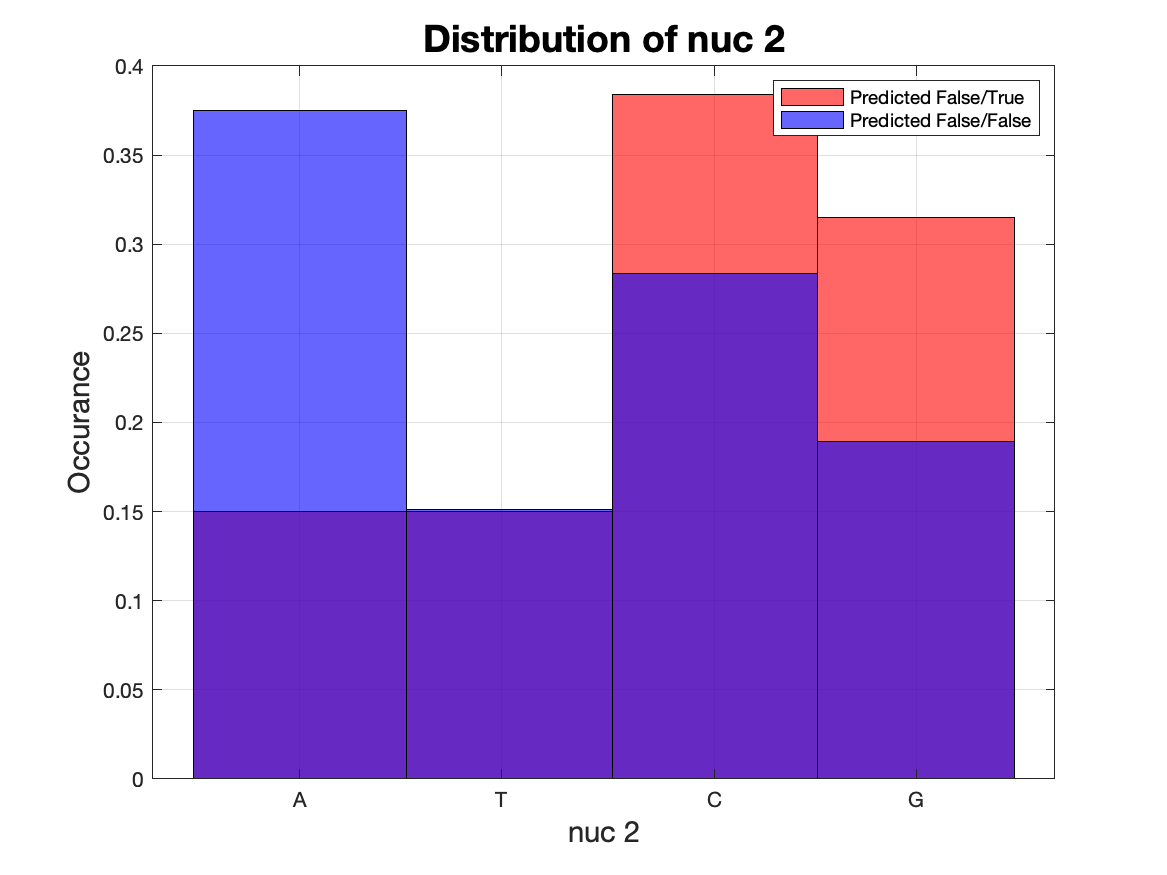 Distribution of nuc 2
0.4
0.35
0.3
0.25
0.2
0.15
0.1
0.05
0
Occurance
Predicted False/True
Predicted False/False
A T C G
nuc 2